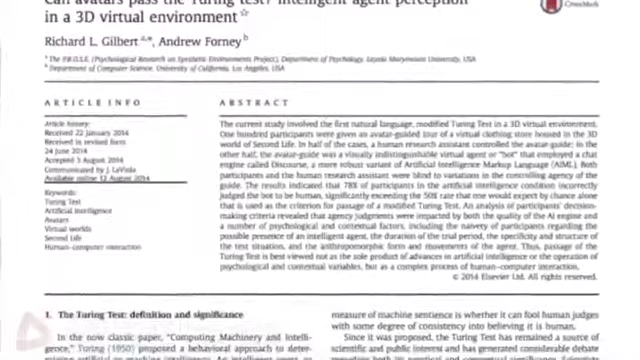 Can avatars pass the Turing test? Intelligent agent perception
in a 3D virtual environment ☆
CrossMark
Richard L. Gilbert a,*, Andrew Forney b
a The P.R.O.S.E. (Psychological Research on Synthetic Environments Project), Department of Psychology, Loyola Marymount University, USA
b Department of Computer Science, University of California, Los Angeles, USA
ARTICLE INFO
Article history:
Received 22 January 2014
Received in revised form
24 June 2014
Accepted 3 August 2014
Communicated by J. LaViola
Available online 12 August 2014
Keywords:
Turing Test
Artificial intelligence
Avatars
Virtual worlds
Second Life
Human-computer interaction
ABSTRACT
The current study involved the first natural language, modified Turing Test in a 3D virtual environment.
One hundred participants were given an avatar-guided tour of a virtual clothing store housed in the 3D
world of Second Life. In half of the cases, a human research assistant controlled the avatar-guide; in the
other half, the avatar-guide was a visually indistinguishable virtual agent or "bot" that employed a chat
engine called Discourse, a more robust variant of Artificial Intelligence Markup Language (AIML). Both
participants and the human research assistant were blind to variations in the controlling agency of the
guide. The results indicated that 78% of participants in the artificial intelligence condition incorrectly
judged the bot to be human, significantly exceeding the 50% rate that one would expect by chance
alone that is used as the criterion for passage of a modified Turing Test. An analysis of participants' decision-
making criteria revealed that agency judgments were impacted by both the quality of the AI engine and
a number of psychological and contextual factors, including the naivety of participants regarding the
possible presence of an intelligent agent, the duration of the trial period, the specificity and structure of
the test situation, and the anthropomorphic form and movements of the agent. Thus, passage of the
Turing Test is best viewed not as the sole product of advances in artificial intelligence or the operation of
psychological and contextual variables, but as a complex process of human–computer interaction.
© 2014 Elsevier Ltd. All rights reserved.
1. The Turing Test: definition and significance
In the now classic paper, "Computing Machinery and Intelli-
gence," Turing (1950) proposed a behavioral approach to deter-
measure of machine sentience is whether it can fool human judges
with some degree of consistency into believing it is human.
Since it was proposed, the Turing Test has remained a source of
scientific and public interest and has generated considerable debate